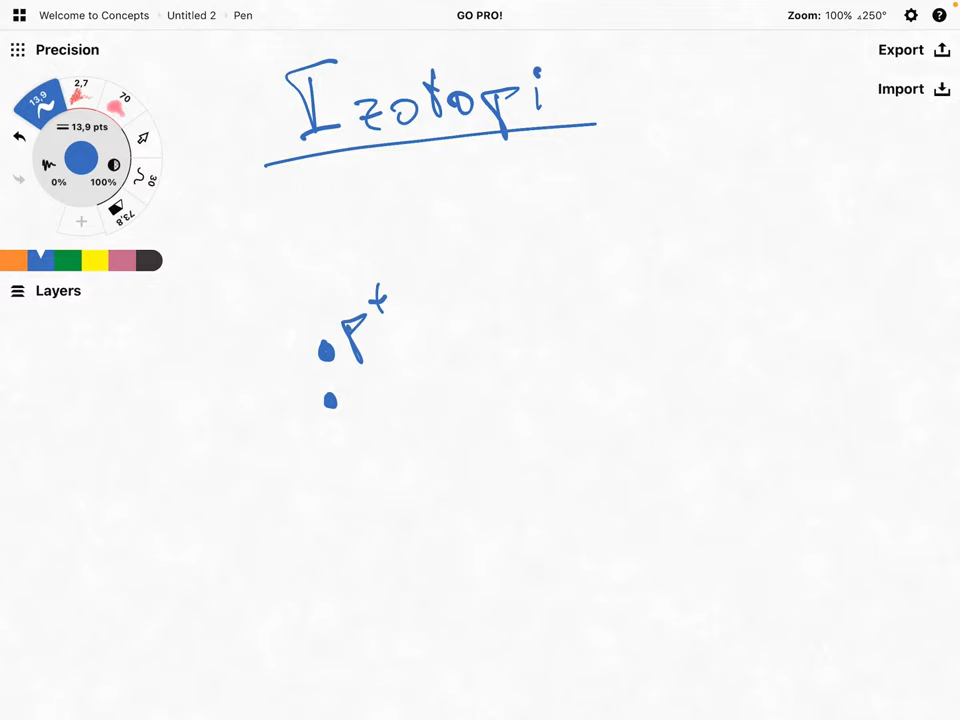 Welcome to Concepts > Untitled 2 > Pen
GO PRO!
Zoom: 100% ⊿250°
Precision
Export
Import
13,9
2,7
70
13,9 pts
0%
100%
30
73,8
Layers
Izotopi
p+